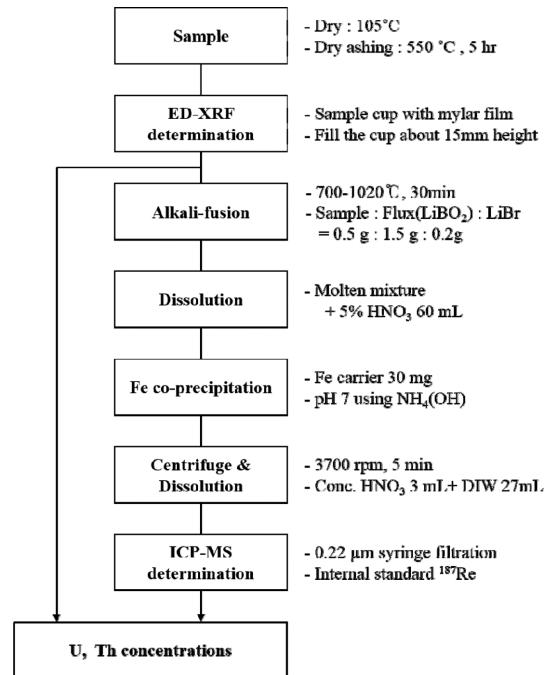 Sample
- Dry : 105˚C
- Dry ashing : 550 ˚C , 5 hr
ED-XRF
determination
- Sample cup with mylar film
- Fill the cup about 15mm height
Alkali-fusion
- 700-1020℃, 30min
- Sample : Flux(LiBO₂) : LiBr
= 0.5 g : 1.5 g : 0.2g
Dissolution
- Molten mixture
+ 5% HNO₃ 60 mL
Fe co-precipitation
- Fe carrier 30 mg
- pH 7 using NH₄(OH)
Centrifuge &
Dissolution
- 3700 rpm, 5 min
- Conc. HNO₃ 3 mL+ DIW 27mL
ICP-MS
determination
- 0.22 μm syringe filtration
- Internal standard ¹⁸⁷Re
U, Th concentrations